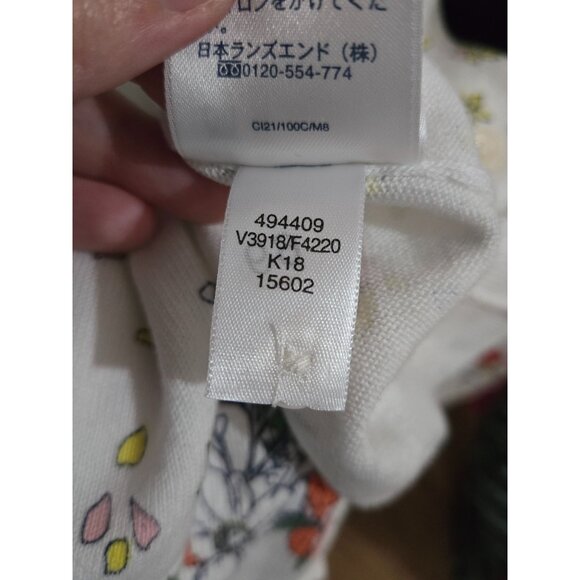 ロンをかけてくだ
い。
日本ランズエンド (株)
0120-554-774
CI21/100C/M8
494409
V3918/F4220
K18
15602